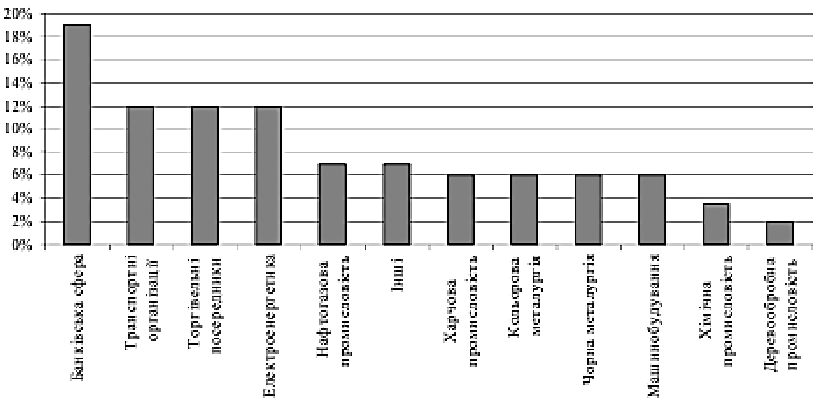 20%
18%
16%
14%
12%
10%
8%
6%
4%
2%
0%
Банківська сфера
Транспортні
організації
Торгівельні
посередники
Електроенергетика
Нафтогазова
промисловість
Інші
Харчова
промисловість
Кольорова
металургія
Чорна металургія
Машинобудування
Хімічна
промисловість
Деревообробна
промисловість